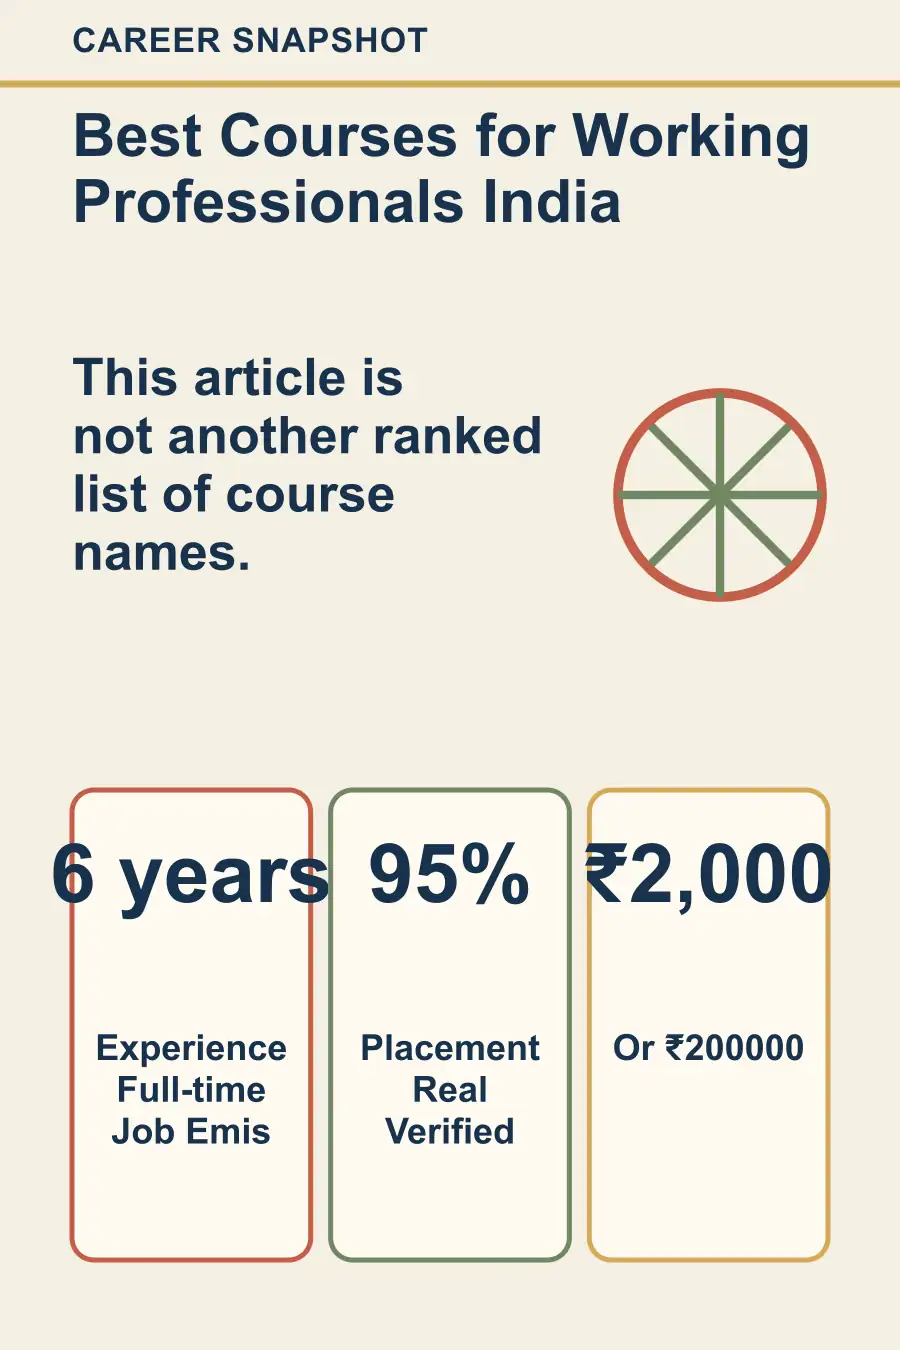 CAREER SNAPSHOT
Best Courses for Working
Professionals India
This article is
not another ranked
list of course
names.
6 years
Experience
Full-time
Job Emis
95%
Placement
Real
Verified
₹2,000
Or ₹200000